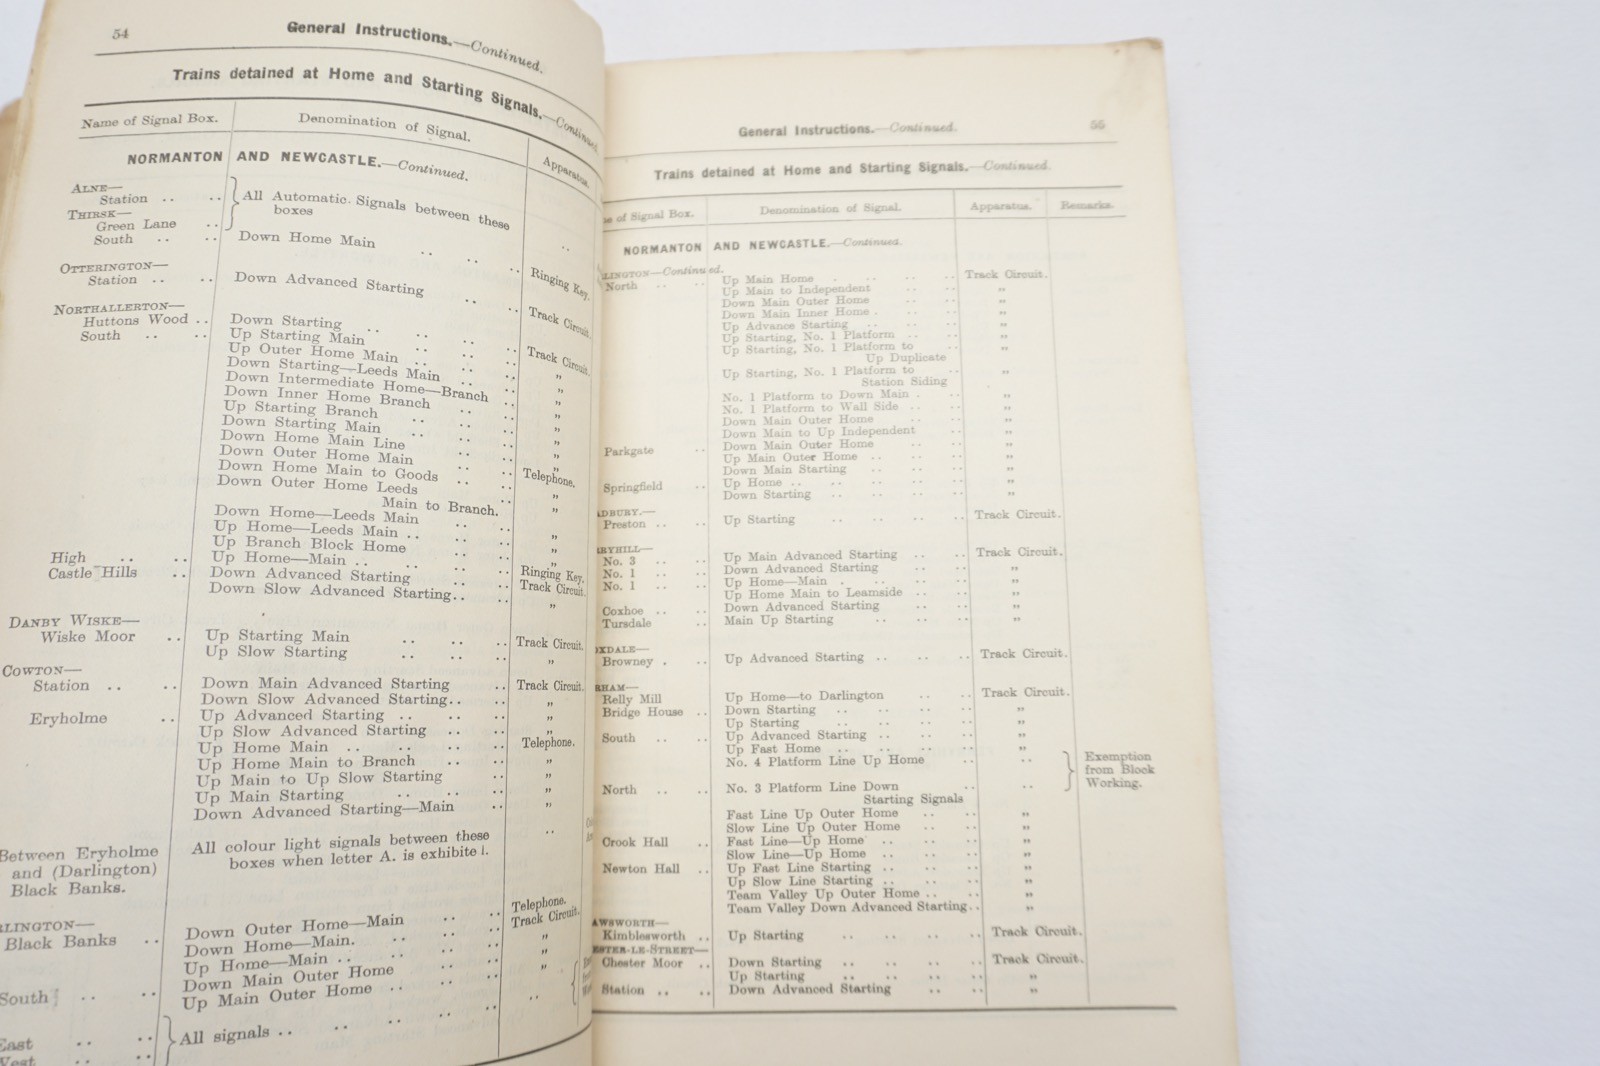 54
General Instructions.—Continued.
Trains detained at Home and Starting Signals.—Continued.
Name of Signal Box. Denomination of Signal. Apparatus.
NORMANTON AND NEWCASTLE.—Continued.
ALNE—
Station .. .. All Automatic Signals between these
THIRSK— boxes
Green Lane ..
South .. .. Down Home Main .. .. .. Ringing Key.
OTTERINGTON—
Station .. .. Down Advanced Starting .. .. Track Circuit.
NORTHALLERTON—
Huttons Wood .. Down Starting .. .. .. .. Track Circuit.
South .. .. Up Starting Main .. .. .. „
Up Outer Home Main .. .. .. „
Down Starting—Leeds Main .. .. „
Down Intermediate Home—Branch .. „
Down Inner Home Branch .. .. „
Up Starting Branch .. .. .. „
Down Starting Main .. .. .. „
Down Home Main Line .. .. .. Telephone.
Down Outer Home Main .. .. „
Down Home Main to Goods .. .. „
Down Outer Home Leeds
Main to Branch. „
Down Home—Leeds Main .. .. „
Up Home—Leeds Main .. .. .. „
Up Branch Block Home .. .. „
High .. .. Up Home—Main .. .. .. .. Ringing Key.
Castle Hills .. Down Advanced Starting .. .. Track Circuit.
Down Slow Advanced Starting.. .. „
DANBY WISKE—
Wiske Moor .. Up Starting Main .. .. .. Track Circuit.
Up Slow Starting .. .. .. „
COWTON—
Station .. .. Down Main Advanced Starting .. Track Circuit.
Down Slow Advanced Starting.. .. „
Eryholme .. Up Advanced Starting .. .. .. „
Up Slow Advanced Starting .. .. „
Up Home Main .. .. .. .. Telephone.
Up Home Main to Branch .. .. „
Up Main to Up Slow Starting .. „
Up Main Starting .. .. .. „
Down Advanced Starting—Main .. „
Between Eryholme All colour light signals between these ..
and (Darlington) boxes when letter A. is exhibited.
Black Banks.
LINGTON—
Black Banks .. Down Outer Home—Main .. .. Telephone.
Down Home—Main. .. .. .. Track Circuit.
Up Home—Main .. .. .. .. „
South .. .. Down Main Outer Home .. .. „
Up Main Outer Home .. .. .. „
East .. .. All signals .. .. .. .. ..
West .. ..
General Instructions.—Continued. 55
Trains detained at Home and Starting Signals.—Continued.
e of Signal Box. Denomination of Signal. Apparatus. Remarks.
NORMANTON AND NEWCASTLE.—Continued.
LINGTON—Continued.
North .. .. Up Main Home .. .. .. Track Circuit.
Up Main to Independent .. .. „
Down Main Outer Home .. .. „
Down Main Inner Home . .. .. „
Up Advance Starting .. .. .. „
Up Starting, No. 1 Platform .. .. „
Up Starting, No. 1 Platform to .. „
Up Duplicate
Up Starting, No. 1 Platform to .. „
Station Siding
No. 1 Platform to Down Main . .. „
No. 1 Platform to Wall Side .. .. „
Down Main Outer Home .. .. „
Down Main to Up Independent .. „
Parkgate .. Down Main Outer Home .. .. „
Up Main Outer Home .. .. .. „
Down Main Starting .. .. .. „
Springfield .. Up Home .. .. .. .. .. „
Down Starting .. .. .. .. „
DBURY.—
Preston .. .. Up Starting .. .. .. .. Track Circuit.
RYHILL—
No. 3 .. .. Up Main Advanced Starting .. .. Track Circuit.
No. 1 .. .. Down Advanced Starting .. .. „
No. 1 .. .. Up Home—Main . .. .. .. „
Up Home Main to Leamside .. .. „
Coxhoe .. .. Down Advanced Starting .. .. „
Tursdale .. Main Up Starting .. .. .. „
OXDALE—
Browney . .. Up Advanced Starting .. .. .. Track Circuit.
RHAM—
Relly Mill Up Home—to Darlington .. .. Track Circuit.
Bridge House .. Down Starting .. .. .. .. „
Up Starting .. .. .. .. „
South .. .. Up Advanced Starting .. .. .. „
Up Fast Home .. .. .. .. „
No. 4 Platform Line Up Home .. .. Exemption
from Block
North .. .. No. 3 Platform Line Down .. .. Working.
Starting Signals
Fast Line Up Outer Home .. .. „
Slow Line Up Outer Home .. .. „
Crook Hall .. Fast Line—Up Home .. .. .. „
Slow Line—Up Home .. .. .. „
Newton Hall .. Up Fast Line Starting .. .. .. „
Up Slow Line Starting .. .. .. „
Team Valley Up Outer Home .. .. „
Team Valley Down Advanced Starting.. „
AWSWORTH—
Kimblesworth .. Up Starting .. .. .. .. Track Circuit.
ESTER-LE-STREET—
Chester Moor .. Down Starting .. .. .. .. Track Circuit.
Up Starting .. .. .. .. „
Station .. .. Down Advanced Starting .. .. „